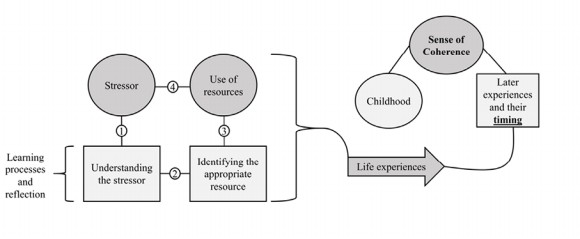 Sense of
Coherence
Stressor
4
Use of
resources
Childhood
Later
experiences
and their
timing
1
3
Learning
processes
and
reflection
Understanding
the stressor
2
Identifying the
appropriate
resource
Life experiences